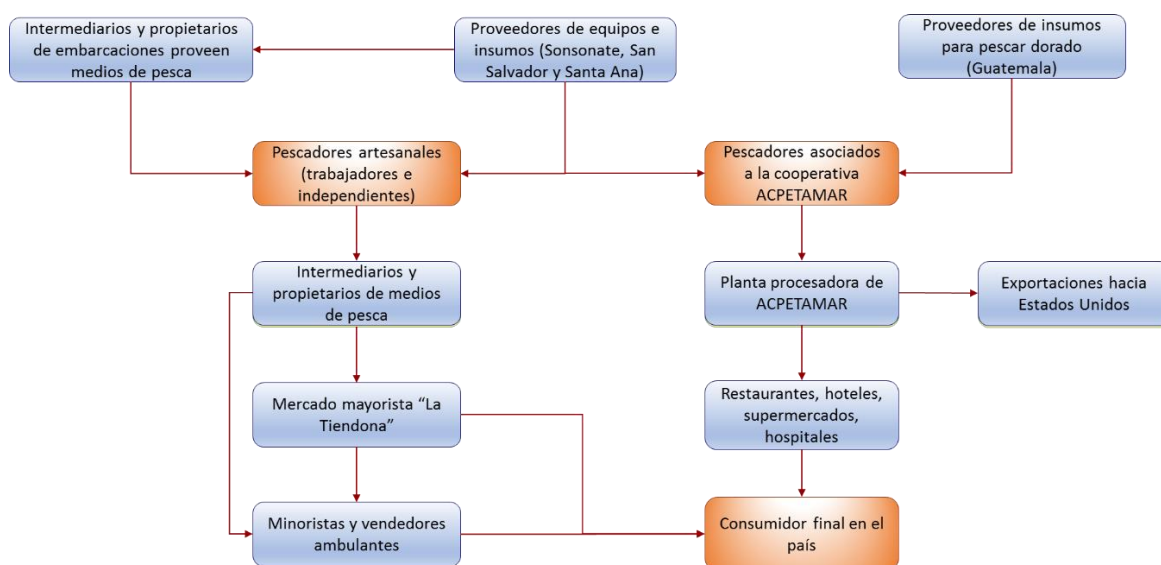 Intermediarios y propietarios
de embarcaciones proveen
medios de pesca
Proveedores de equipos e
insumos (Sonsonate, San
Salvador y Santa Ana)
Proveedores de insumos
para pescar dorado
(Guatemala)
Pescadores artesanales
(trabajadores e
independientes)
Pescadores asociados
a la cooperativa
ACPETAMAR
Intermediarios y
propietarios de medios
de pesca
Planta procesadora de
ACPETAMAR
Exportaciones hacia
Estados Unidos
Mercado mayorista “La
Tiendona”
Restaurantes, hoteles,
supermercados,
hospitales
Minoristas y vendedores
ambulantes
Consumidor final en el
país